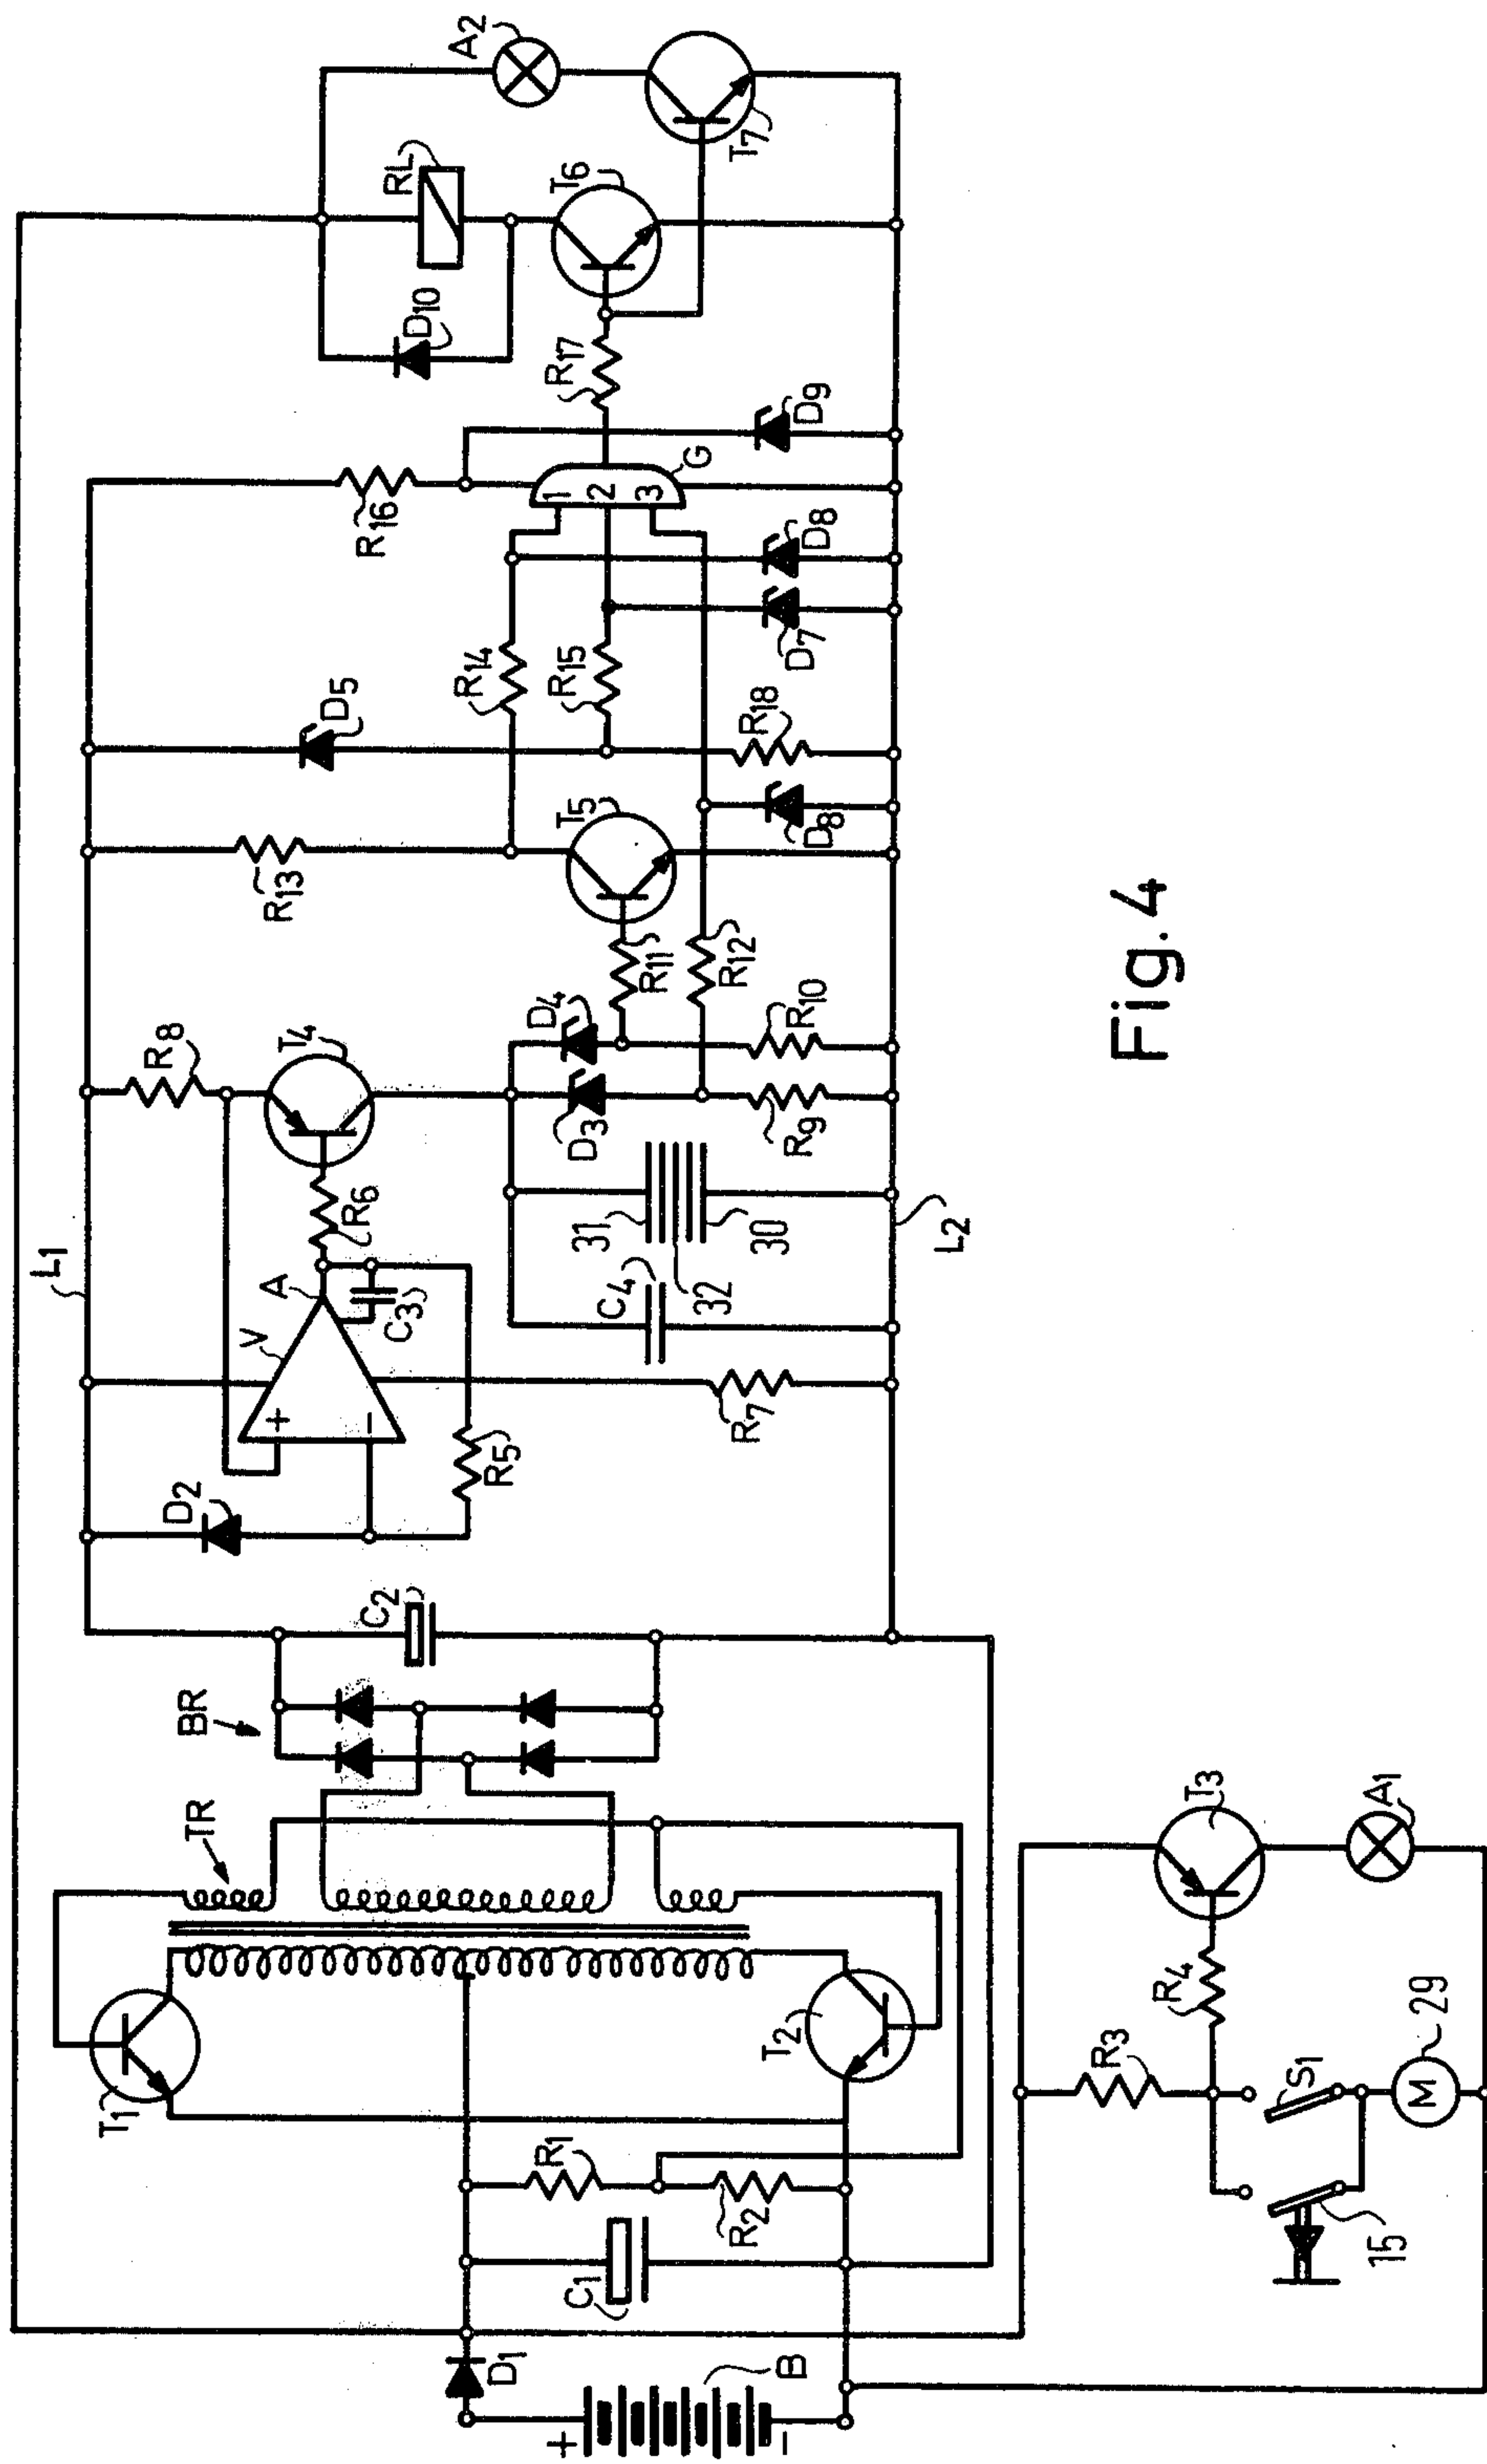 B
+
-
D1
C1
R1
R2
T1
T2
TR
BR
C2
L1
D2
V
+
-
A
C3
R5
R6
R7
R8
T4
C4
31
32
30
D3
D4
R9
R10
R11
R12
L2
R13
T5
D8
D5
R14
R15
R18
D7
D8
R16
1
2
3
G
D9
R17
D10
RL
T6
A2
T7
15
S1
M
29
R3
R4
T3
A1
Fig. 4